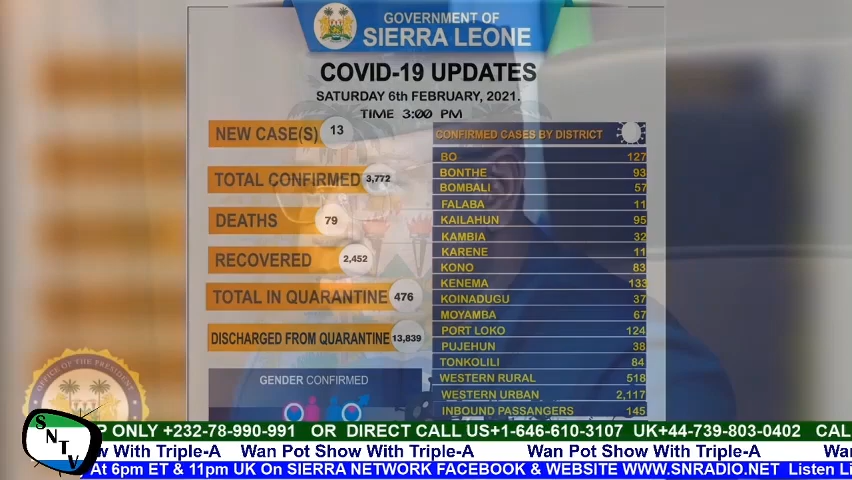 GOVERNMENT OF
SIERRA LEONE
COVID-19 UPDATES
SATURDAY 6th FEBRUARY, 2021.
TIME 3:00 PM
NEW CASE(S) 13
TOTAL CONFIRMED 3,772
DEATHS 79
RECOVERED 2,452
TOTAL IN QUARANTINE 476
DISCHARGED FROM QUARANTINE 13,839
GENDER CONFIRMED
CONFIRMED CASES BY DISTRICT
BO 127
BONTHE 93
BOMBALI 57
FALABA 11
KAILAHUN 95
KAMBIA 32
KARENE 11
KONO 83
KENEMA 133
KOINADUGU 37
MOYAMBA 67
PORT LOKO 124
PUJEHUN 38
TONKOLILI 84
WESTERN RURAL 518
WESTERN URBAN 2,117
INBOUND PASSANGERS 145
OFFICE OF THE PRESIDENT
SNTV
P ONLY +232-78-990-991 OR DIRECT CALL US+1-646-610-3107 UK+44-739-803-0402 CAL
w With Triple-A Wan Pot Show With Triple-A Wan Pot Show With Triple-A Wan
At 6pm ET & 11pm UK On SIERRA NETWORK FACEBOOK & WEBSITE WWW.SNRADIO.NET Listen Li